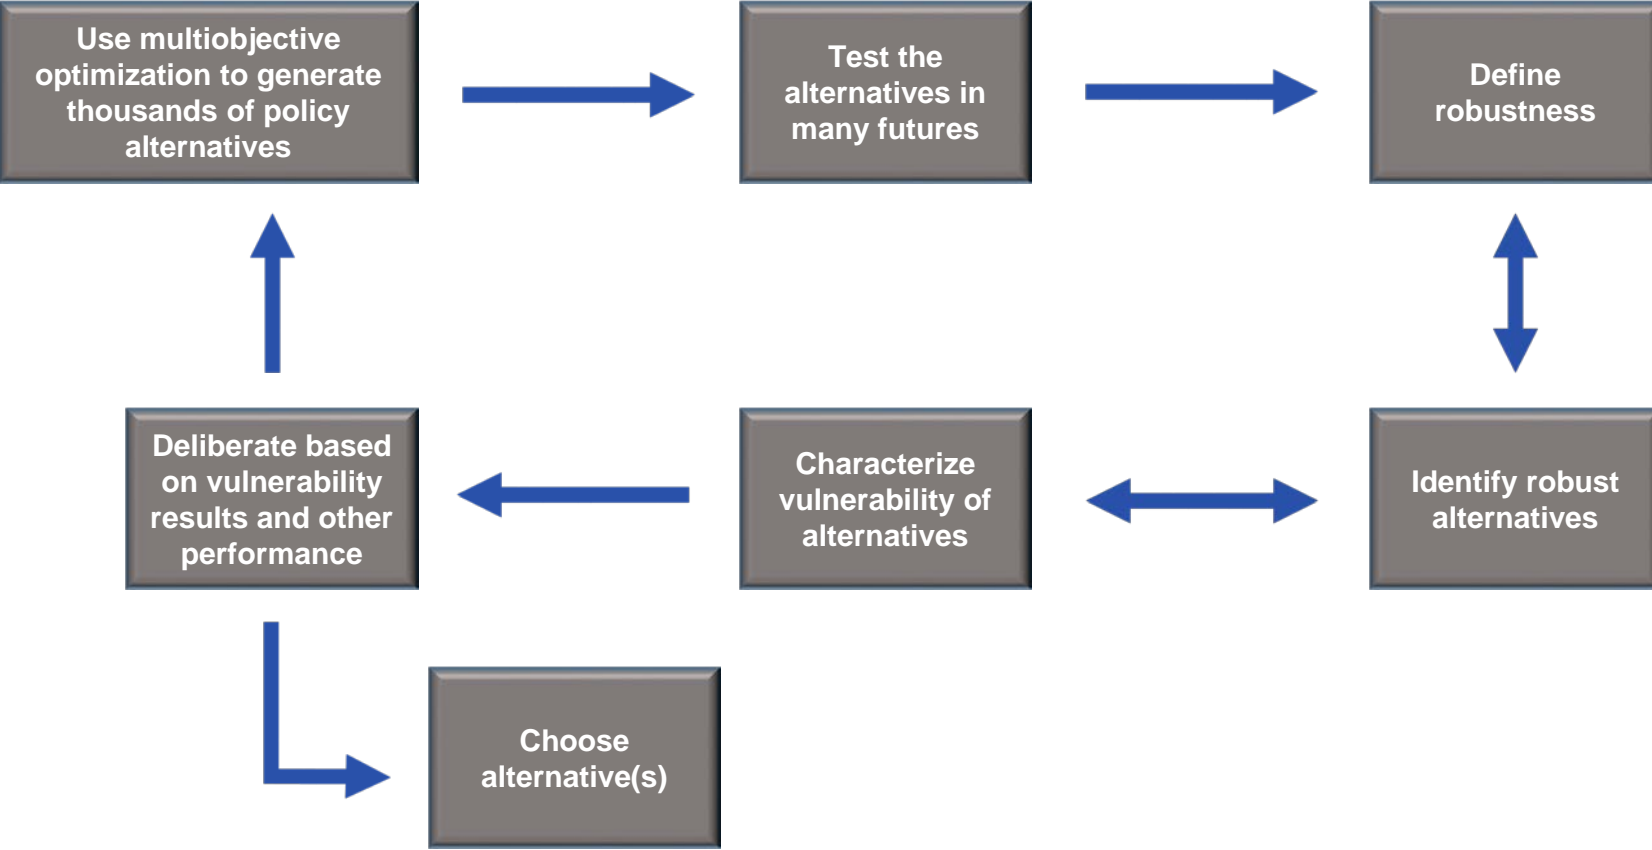 Use multiobjective
optimization to generate
thousands of policy
alternatives
Test the
alternatives in
many futures
Define
robustness
Deliberate based
on vulnerability
results and other
performance
Characterize
vulnerability of
alternatives
Identify robust
alternatives
Choose
alternative(s)